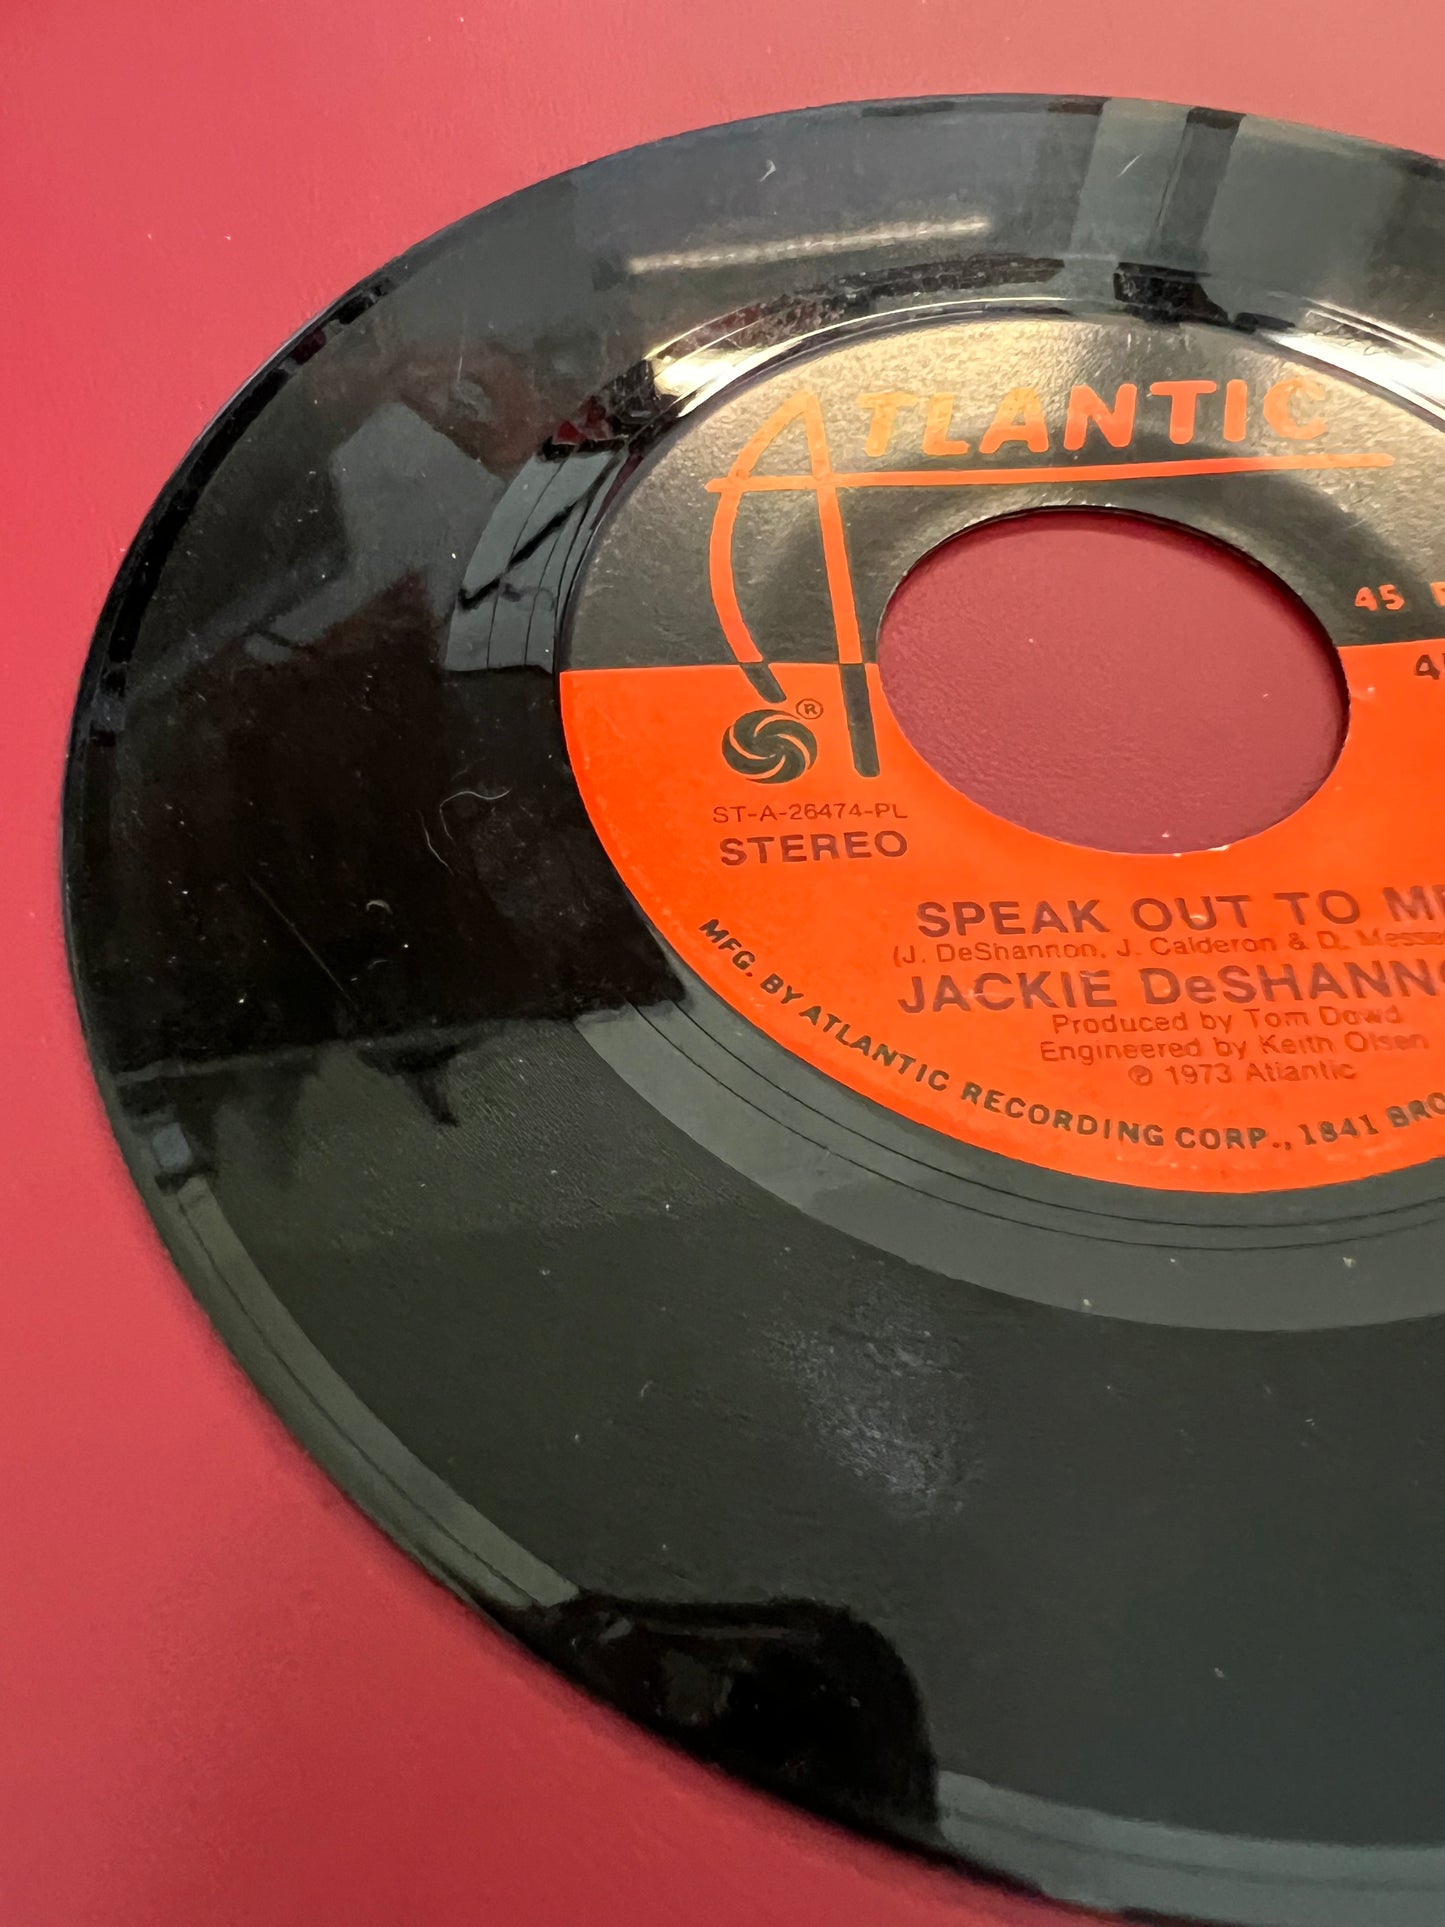 ATLANTIC
45
®
ST-A-26474-PL
STEREO
SPEAK OUT TO
(J. DeShannon, J. Calderon & D.
JACKIE DeSHANNO
Produced by Tom Dowd
Engineered by Keith Olsen
℗ 1973 Atlantic
MFG. BY ATLANTIC RECORDING CORP., 1841